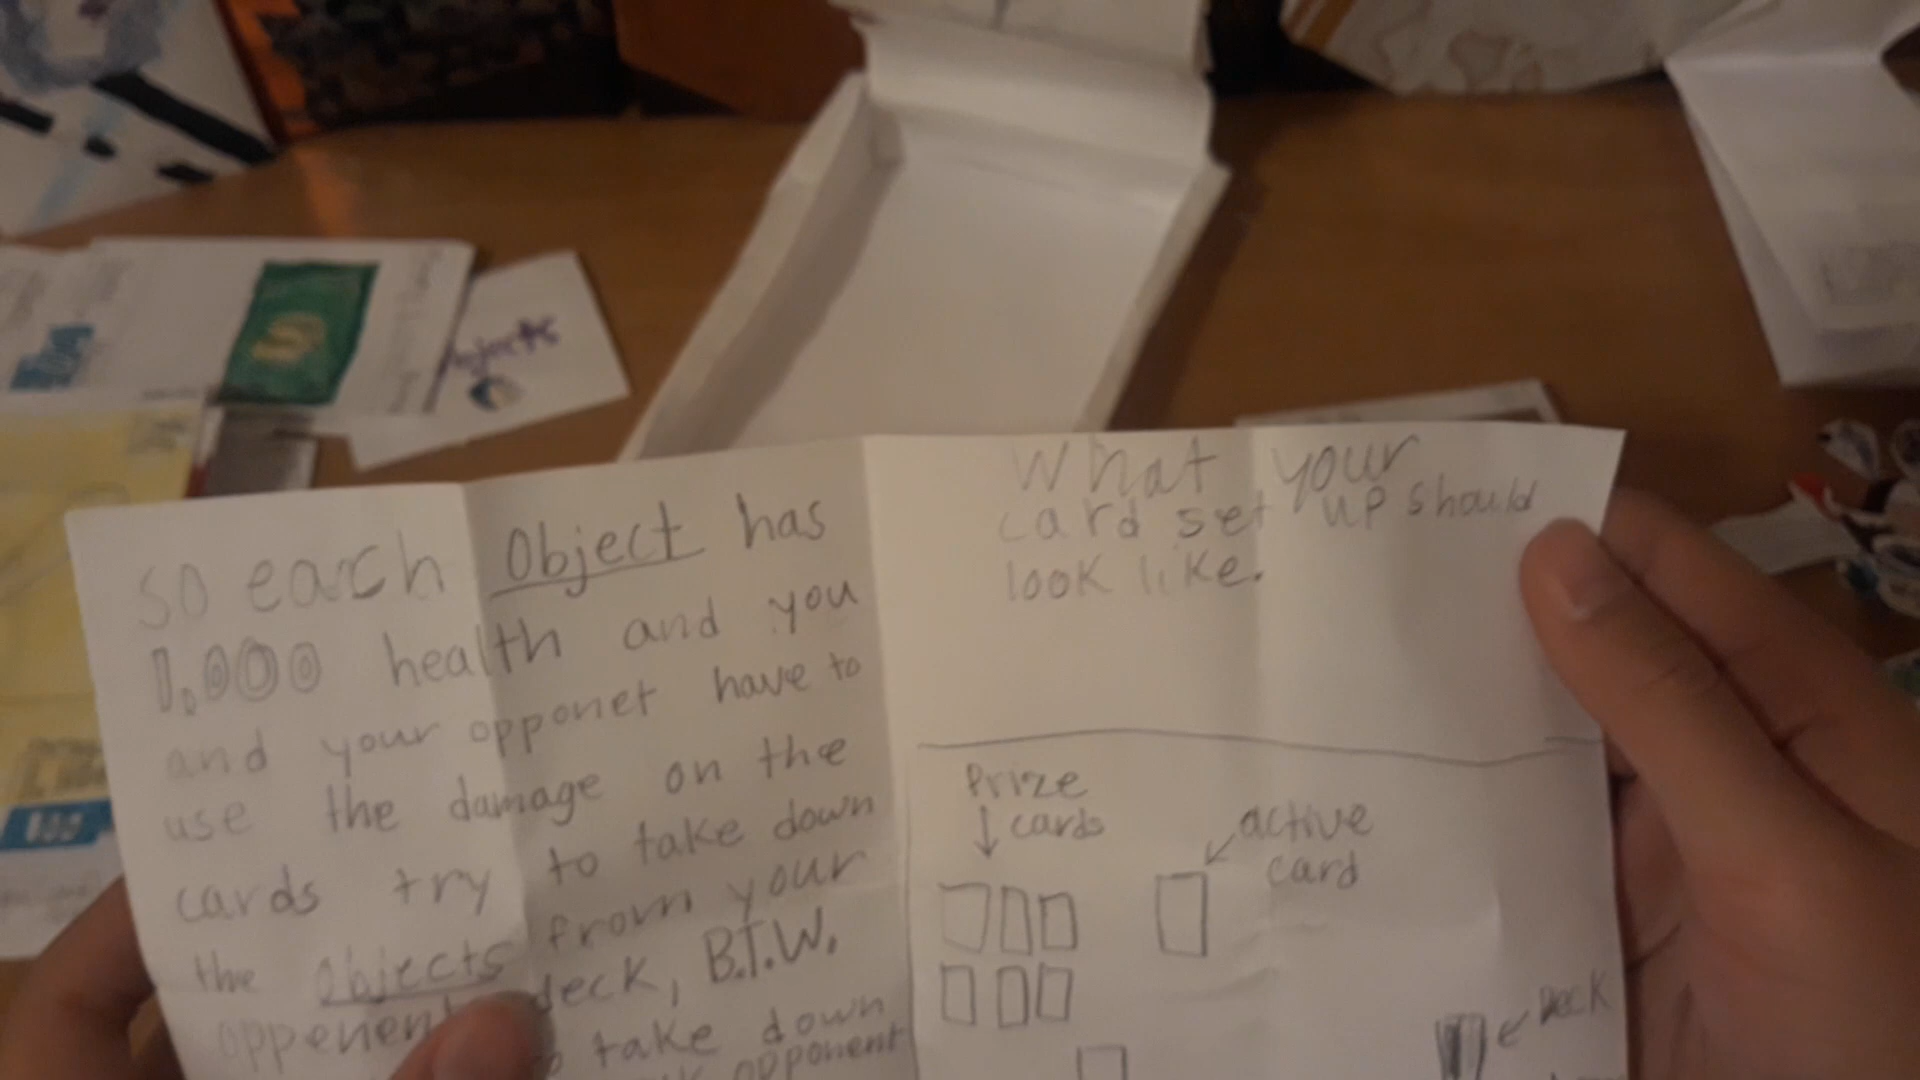 So each Object has
1,000 health and you
and your opponet have to
use the damage on the
cards try to take down
the Objects from your
deck, B.T.W.
take down
opponent
What your
card set up should
look like.
Prize
cards
active
card
Deck
Objects